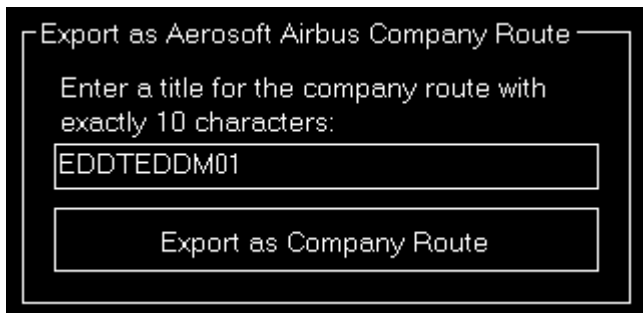 Export as Aerosoft Airbus Company Route
Enter a title for the company route with
exactly 10 characters:
EDDTEDDM01
Export as Company Route